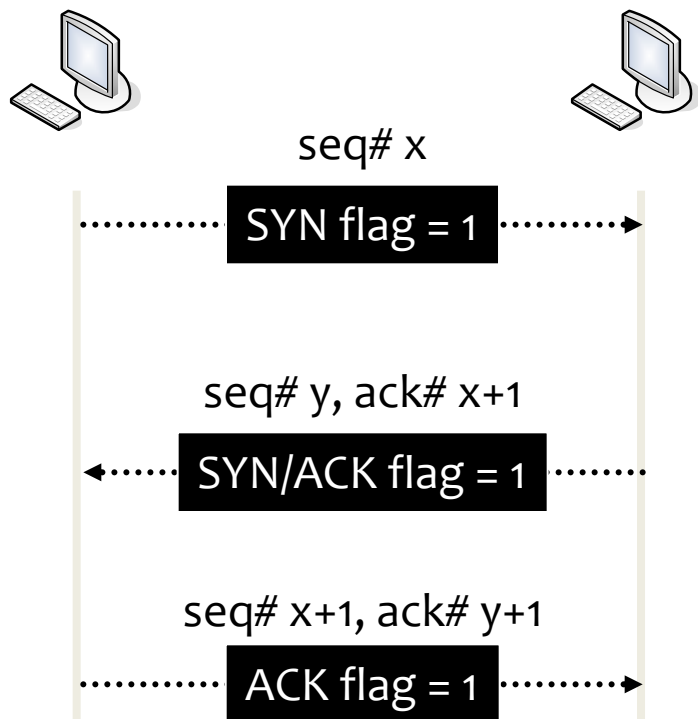 seq# x
SYN flag = 1
seq# y, ack# x+1
SYN/ACK flag = 1
seq# x+1, ack# y+1
ACK flag = 1